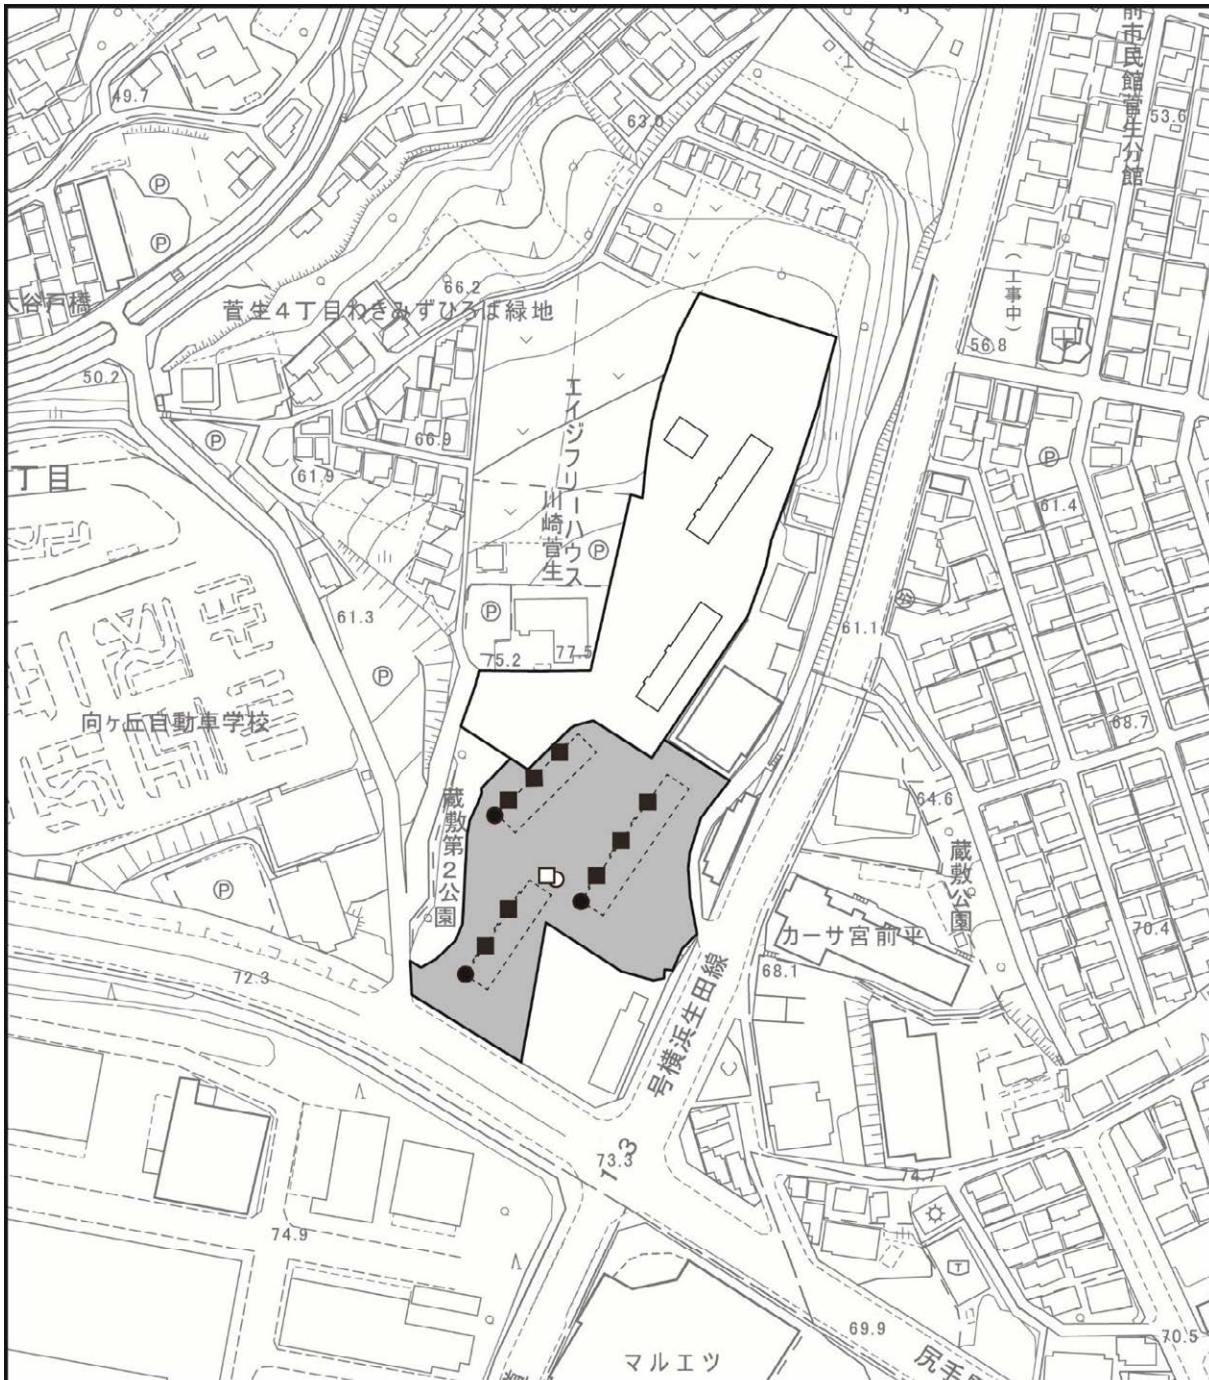 前市民館菅生分館
49.7
63.0
53.6
Ⓟ
Ⓟ
66.2
大谷戸橋
菅生4丁目わきみずひろば緑地
(工事中)
56.8
50.2
エイジフリーハウス
川崎菅生
Ⓟ
66.9
Ⓟ
丁目
61.9
61.4
Ⓟ
Ⓟ
61.3
61.1
75.2
77.5
Ⓟ
向ヶ丘自動車学校
68.7
蔵敷第2公園
64.6
蔵敷公園
Ⓟ
カーサ宮前平
70.4
72.3
68.1
号横浜生田線
73.3
13
74.7
74.9
69.9
70.5
マルエツ
尻手